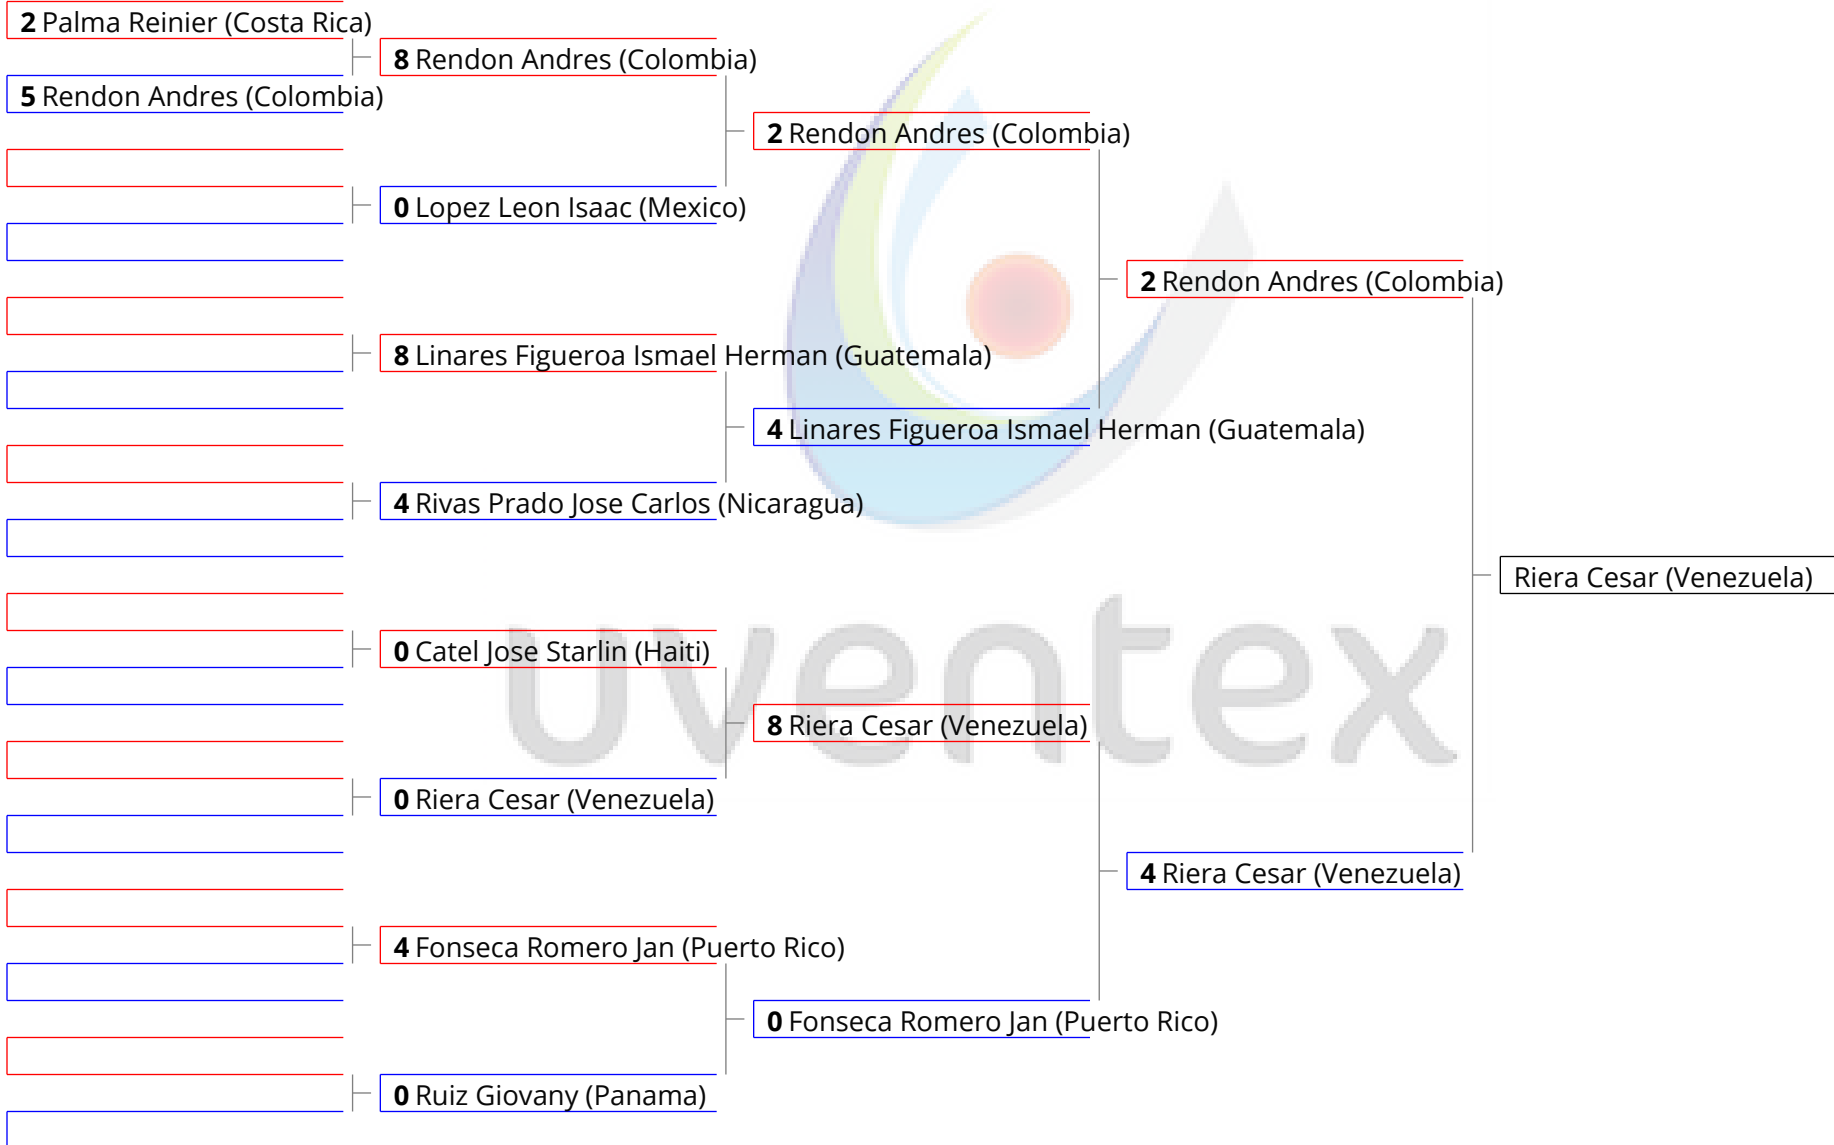 2 Palma Reinier (Costa Rica)
8 Rendon Andres (Colombia)
5 Rendon Andres (Colombia)
2 Rendon Andres (Colombia)
0 Lopez Leon Isaac (Mexico)
2 Rendon Andres (Colombia)
8 Linares Figueroa Ismael Herman (Guatemala)
4 Linares Figueroa Ismael Herman (Guatemala)
4 Rivas Prado Jose Carlos (Nicaragua)
Riera Cesar (Venezuela)
uventex
0 Catel Jose Starlin (Haiti)
8 Riera Cesar (Venezuela)
0 Riera Cesar (Venezuela)
4 Riera Cesar (Venezuela)
4 Fonseca Romero Jan (Puerto Rico)
0 Fonseca Romero Jan (Puerto Rico)
0 Ruiz Giovany (Panama)